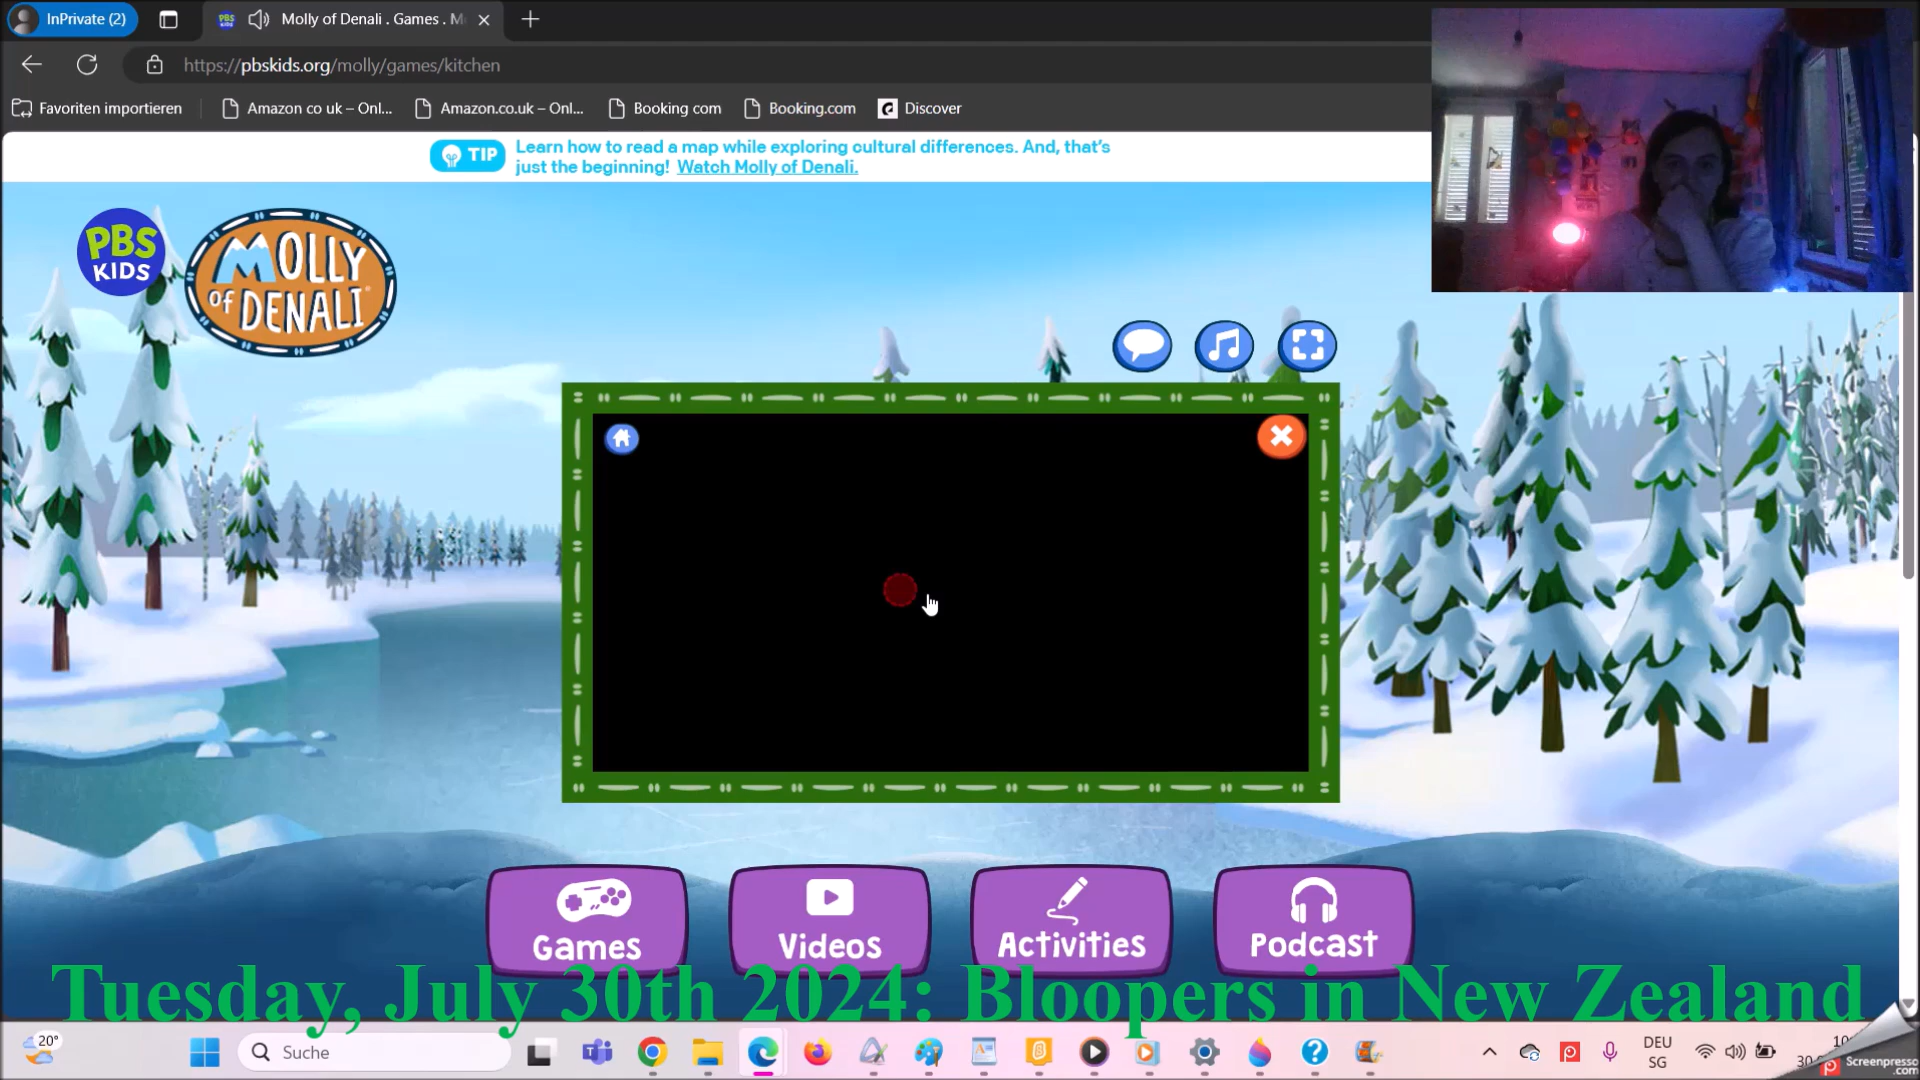 InPrivate (2)
Molly of Denali . Games . M
https://pbskids.org/molly/games/kitchen
Favoriten importieren
Amazon co uk – Onl...
Amazon.co.uk – Onl...
Booking com
Booking.com
Discover
TIP
Learn how to read a map while exploring cultural differences. And, that's
just the beginning! Watch Molly of Denali.
PBS
KIDS
MOLLY
OF DENALI
Games
Videos
Activities
Podcast
Tuesday, July 30th 2024: Bloopers in New Zealand
20°
Suche
DEU
SG
Screenpresso
.com